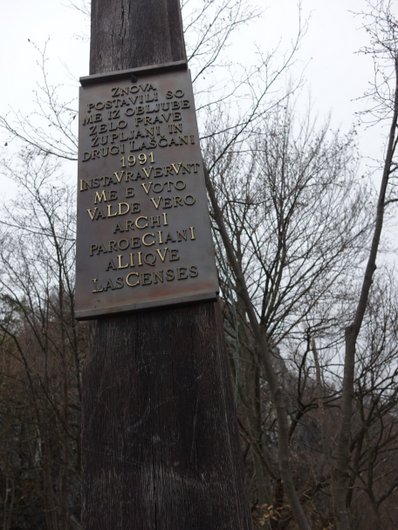 ZNOVA
POSTAVILI SO
ME IZ OBLJUBE
ZELO PRAVE
ŽUPLJANI IN
DRUGI LAŠČANI
1991
INSTAVRAVERVNT
ME E VOTO
VALDE VERO
ARCHI
PAROECIANI
ALIIQVE
LASCENSES